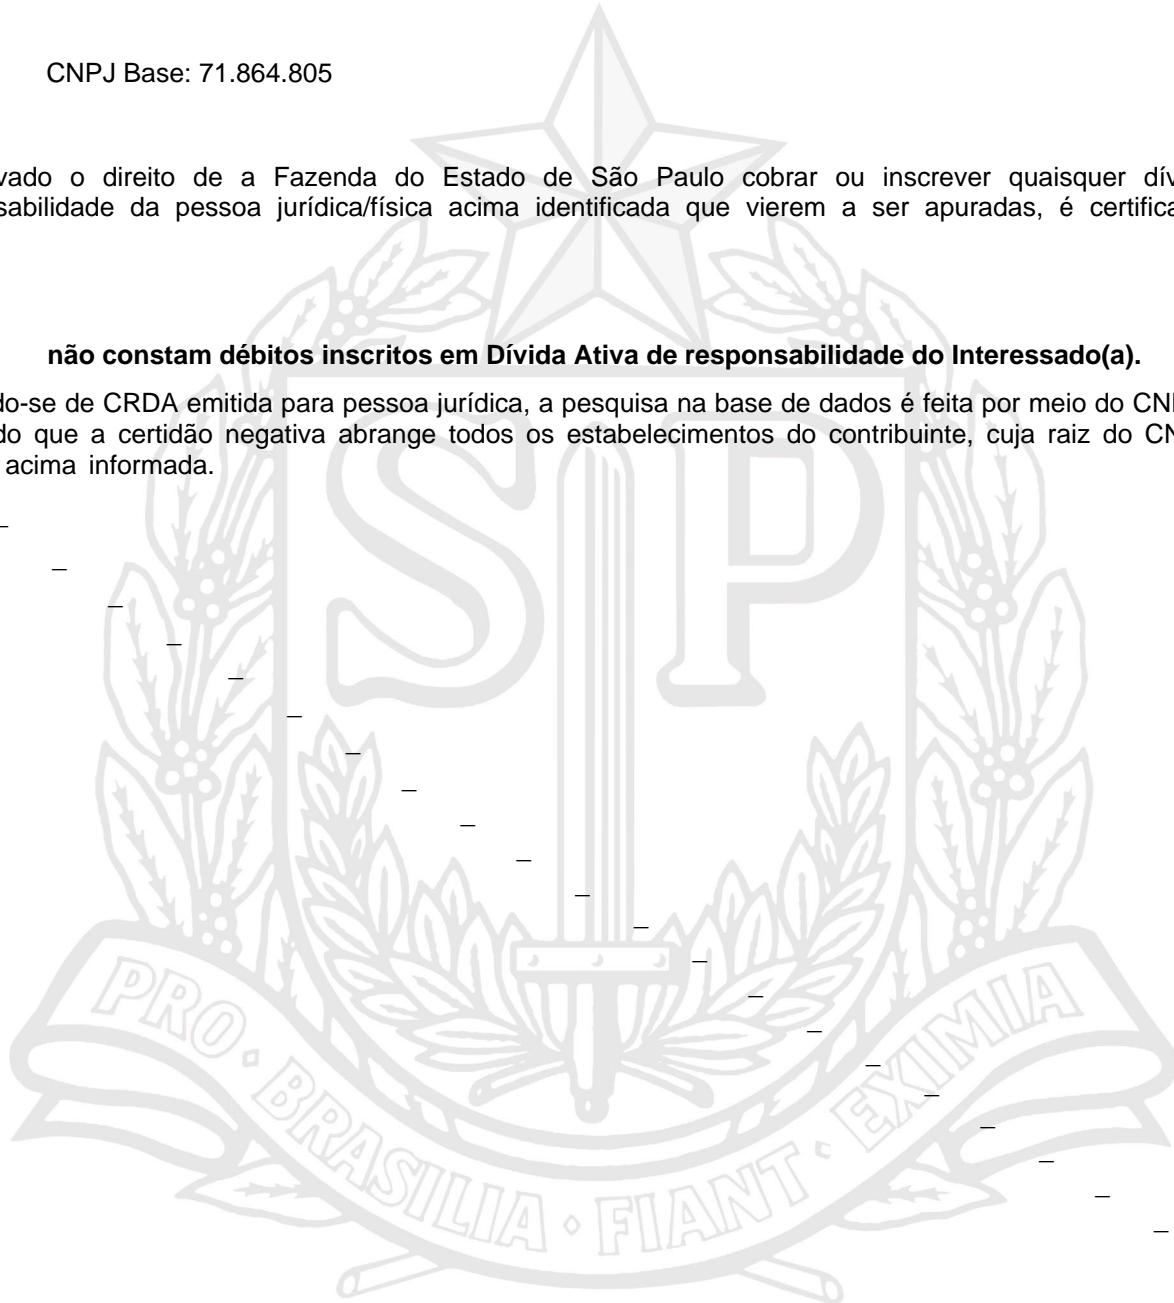 CNPJ Base: 71.864.805
vado o direito de a Fazenda do Estado de São Paulo cobrar ou inscrever quaisquer dív
sabilidade da pessoa jurídica/física acima identificada que vierem a ser apuradas, é certifica
não constam débitos inscritos em Dívida Ativa de responsabilidade do Interessado(a).
do-se de CRDA emitida para pessoa jurídica, a pesquisa na base de dados é feita por meio do CN
do que a certidão negativa abrange todos os estabelecimentos do contribuinte, cuja raiz do CN
acima informada.
SP
PRO · BRASILIA · FIANT · EXIMIA